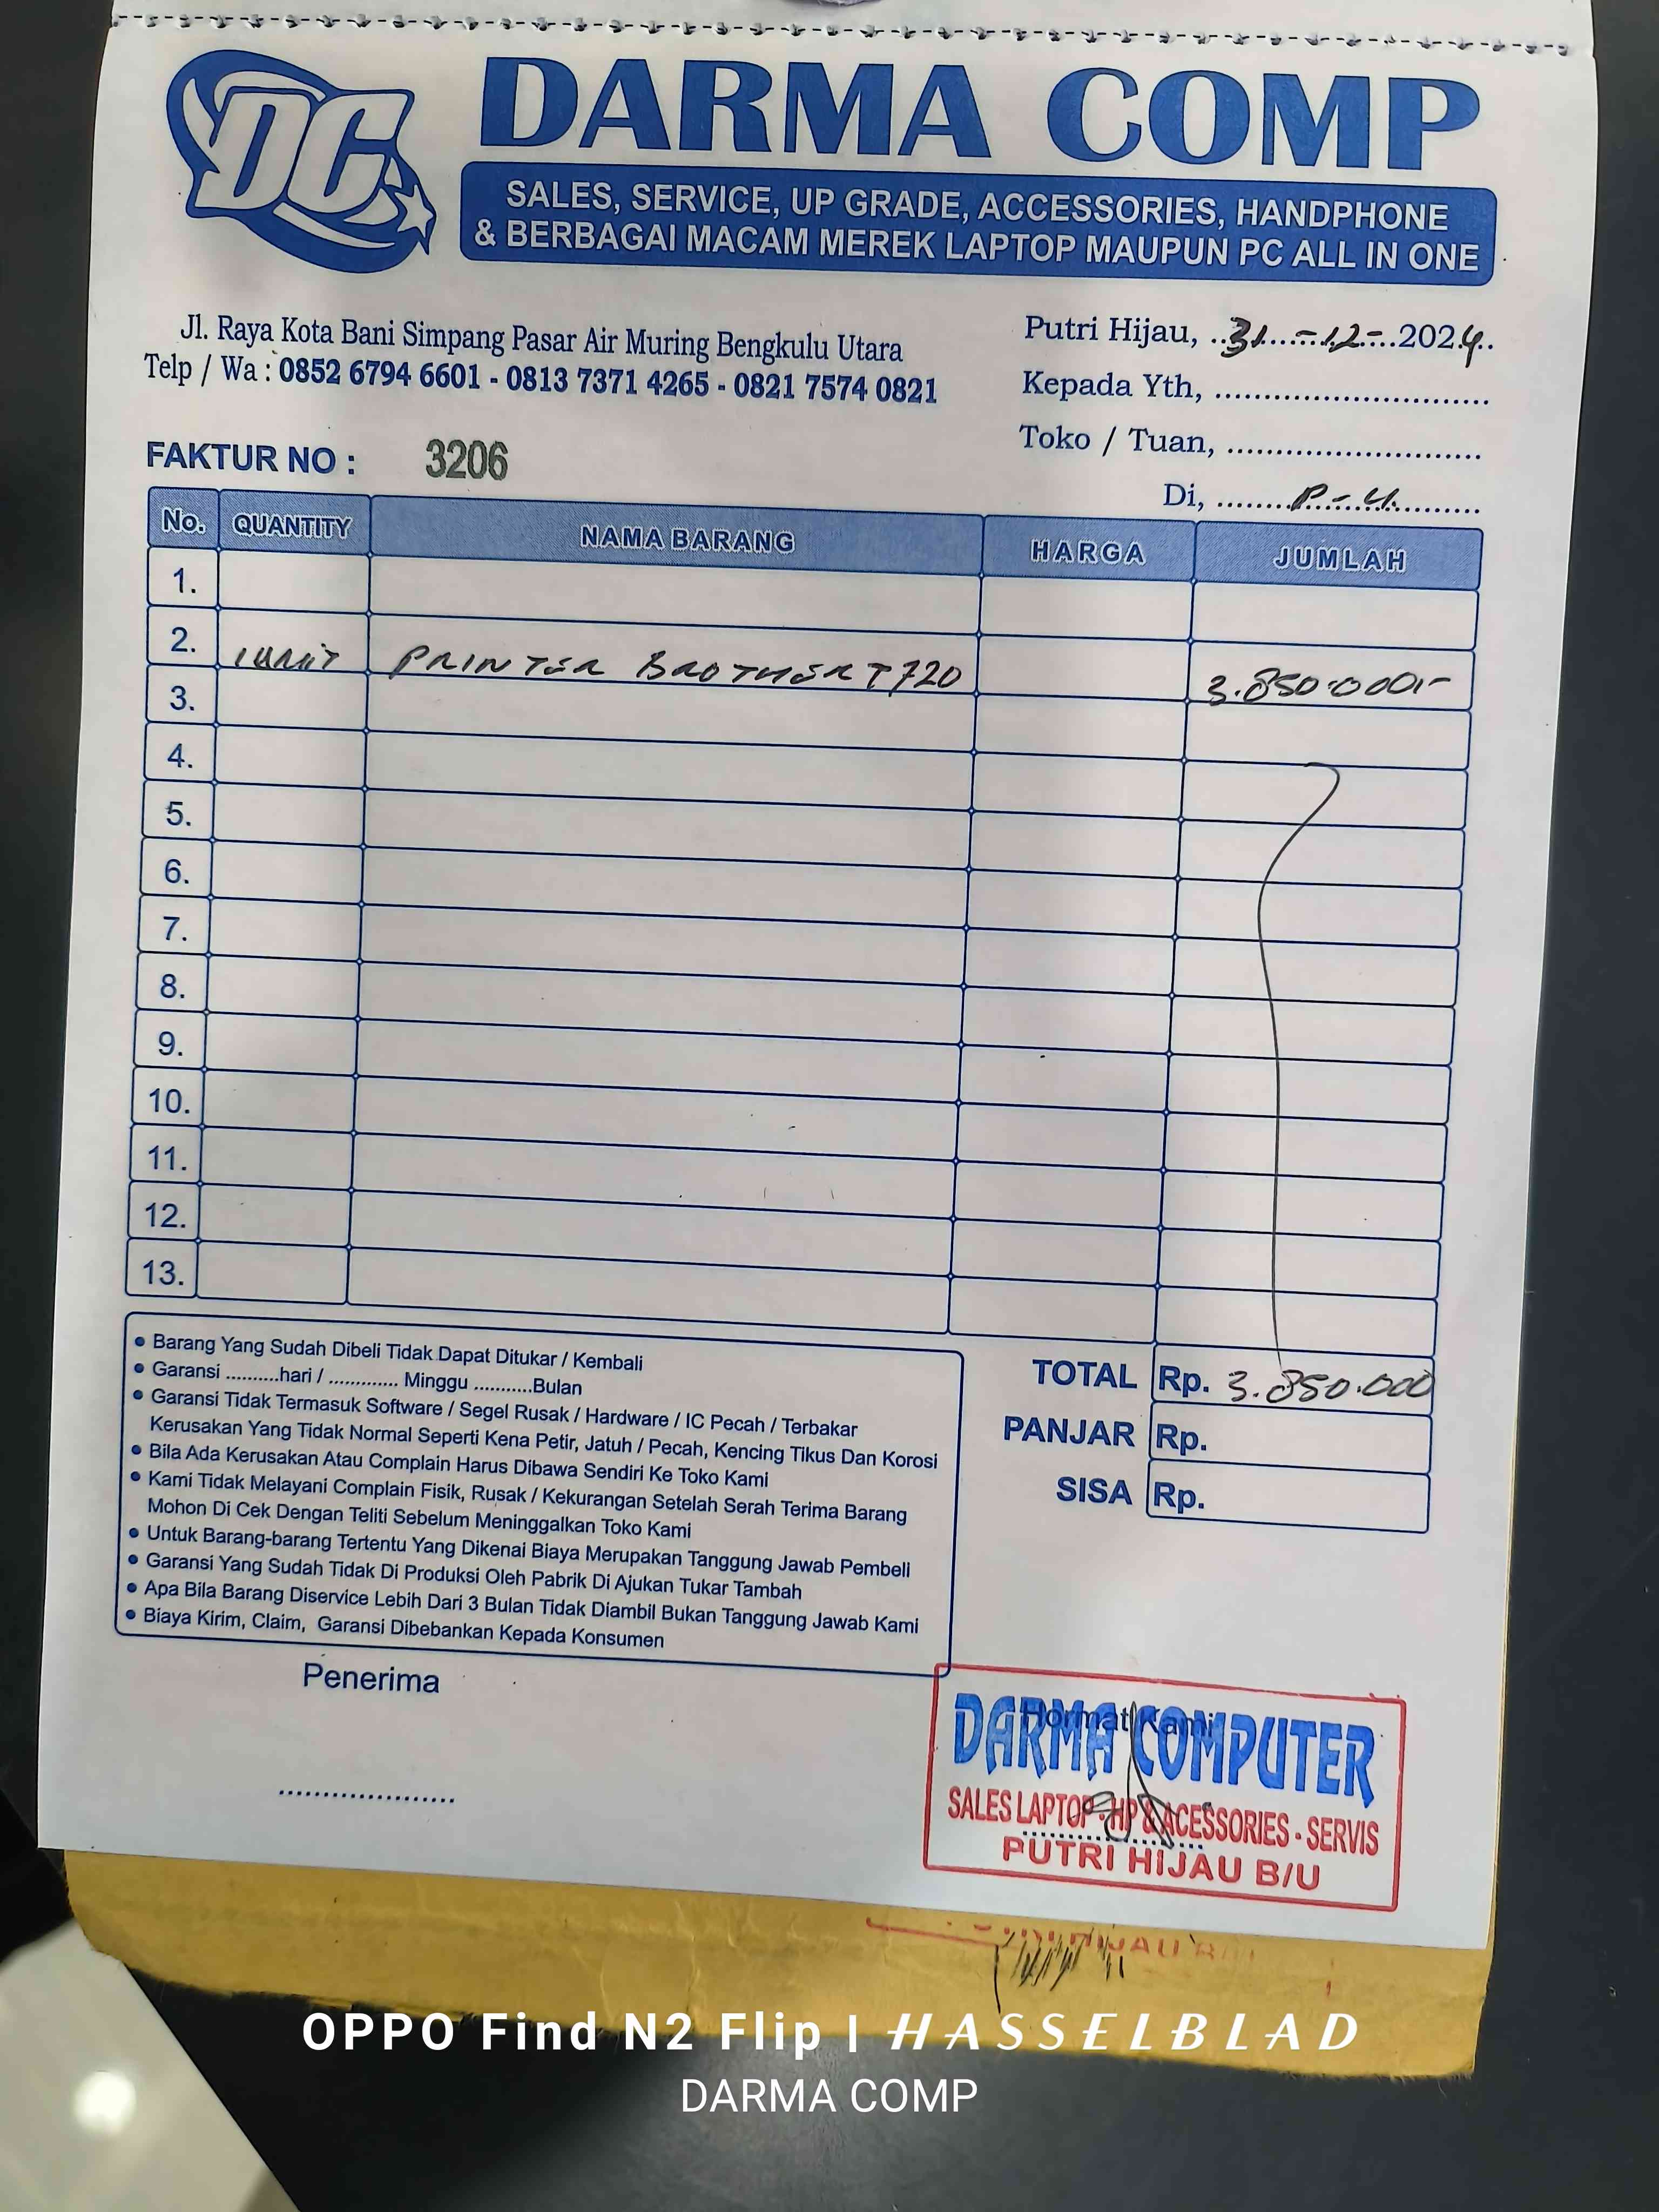 DC
DARMA COMP
SALES, SERVICE, UP GRADE, ACCESSORIES, HANDPHONE
& BERBAGAI MACAM MEREK LAPTOP MAUPUN PC ALL IN ONE
Jl. Raya Kota Bani Simpang Pasar Air Muring Bengkulu Utara
Telp / Wa : 0852 6794 6601 - 0813 7371 4265 - 0821 7574 0821
Putri Hijau, ..31...-.12-..2024..
Kepada Yth, ............................
Toko / Tuan, ..........................
Di, ........P-H..........
FAKTUR NO : 3206
No. QUANTITY NAMA BARANG HARGA JUMLAH
1.
2. 1 UNIT PRINTER BROTHER T720 3.850.000,-
3.
4.
5.
6.
7.
8.
9.
10.
11.
12.
13.
• Barang Yang Sudah Dibeli Tidak Dapat Ditukar / Kembali
• Garansi ..........hari / ............. Minggu ...........Bulan
• Garansi Tidak Termasuk Software / Segel Rusak / Hardware / IC Pecah / Terbakar
Kerusakan Yang Tidak Normal Seperti Kena Petir, Jatuh / Pecah, Kencing Tikus Dan Korosi
• Bila Ada Kerusakan Atau Complain Harus Dibawa Sendiri Ke Toko Kami
• Kami Tidak Melayani Complain Fisik, Rusak / Kekurangan Setelah Serah Terima Barang
Mohon Di Cek Dengan Teliti Sebelum Meninggalkan Toko Kami
• Untuk Barang-barang Tertentu Yang Dikenai Biaya Merupakan Tanggung Jawab Pembeli
• Garansi Yang Sudah Tidak Di Produksi Oleh Pabrik Di Ajukan Tukar Tambah
• Apa Bila Barang Diservice Lebih Dari 3 Bulan Tidak Diambil Bukan Tanggung Jawab Kami
• Biaya Kirim, Claim, Garansi Dibebankan Kepada Konsumen
TOTAL Rp. 3.850.000
PANJAR Rp.
SISA Rp.
Penerima
....................
Hormat Kami
DARMA COMPUTER
SALES LAPTOP - HP & ACESSORIES - SERVIS
PUTRI HIJAU B/U
HIJAU B/U
OPPO Find N2 Flip | HASSELBLAD
DARMA COMP